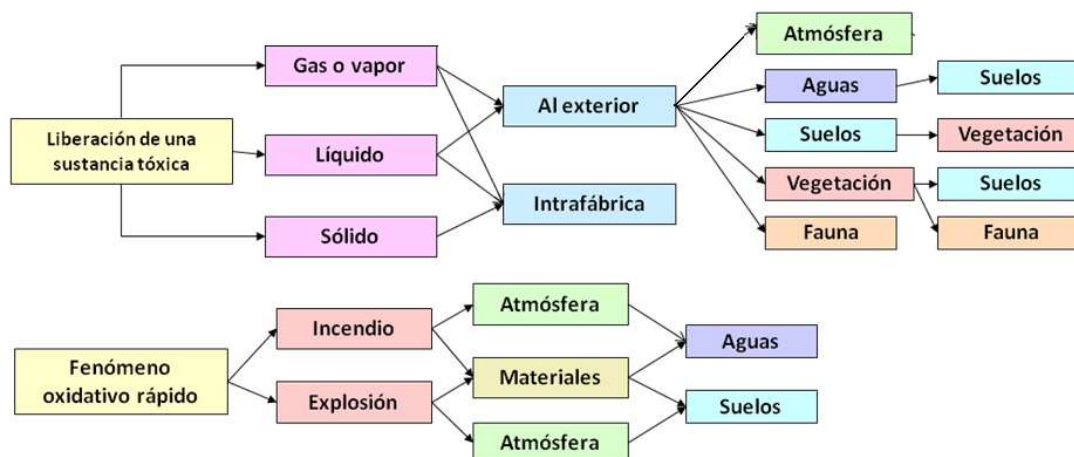 Atmósfera
Gas o vapor
Aguas
Suelos
Al exterior
Liberación de una
sustancia tóxica
Líquido
Suelos
Vegetación
Vegetación
Suelos
Intrafábrica
Sólido
Fauna
Fauna
Atmósfera
Incendio
Aguas
Fenómeno
oxidativo rápido
Materiales
Explosión
Suelos
Atmósfera